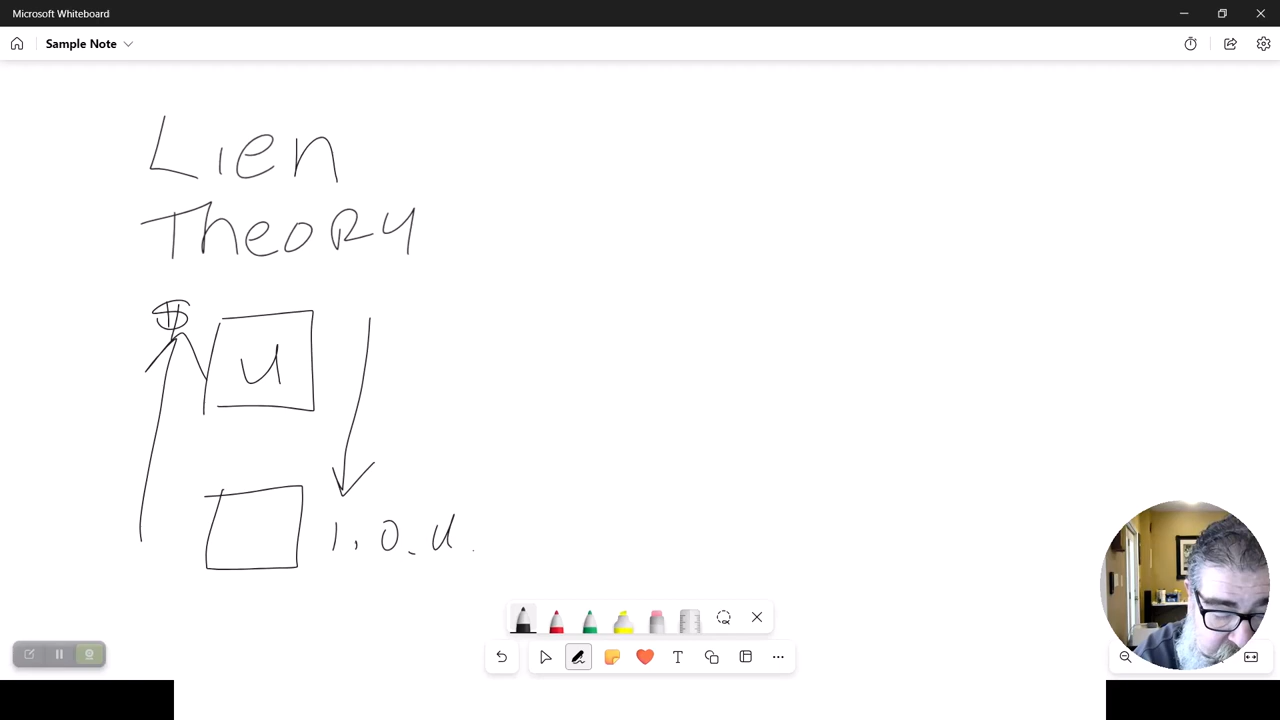 Microsoft Whiteboard
Sample Note
Lien
TheoRy
$
U
I.O.U.